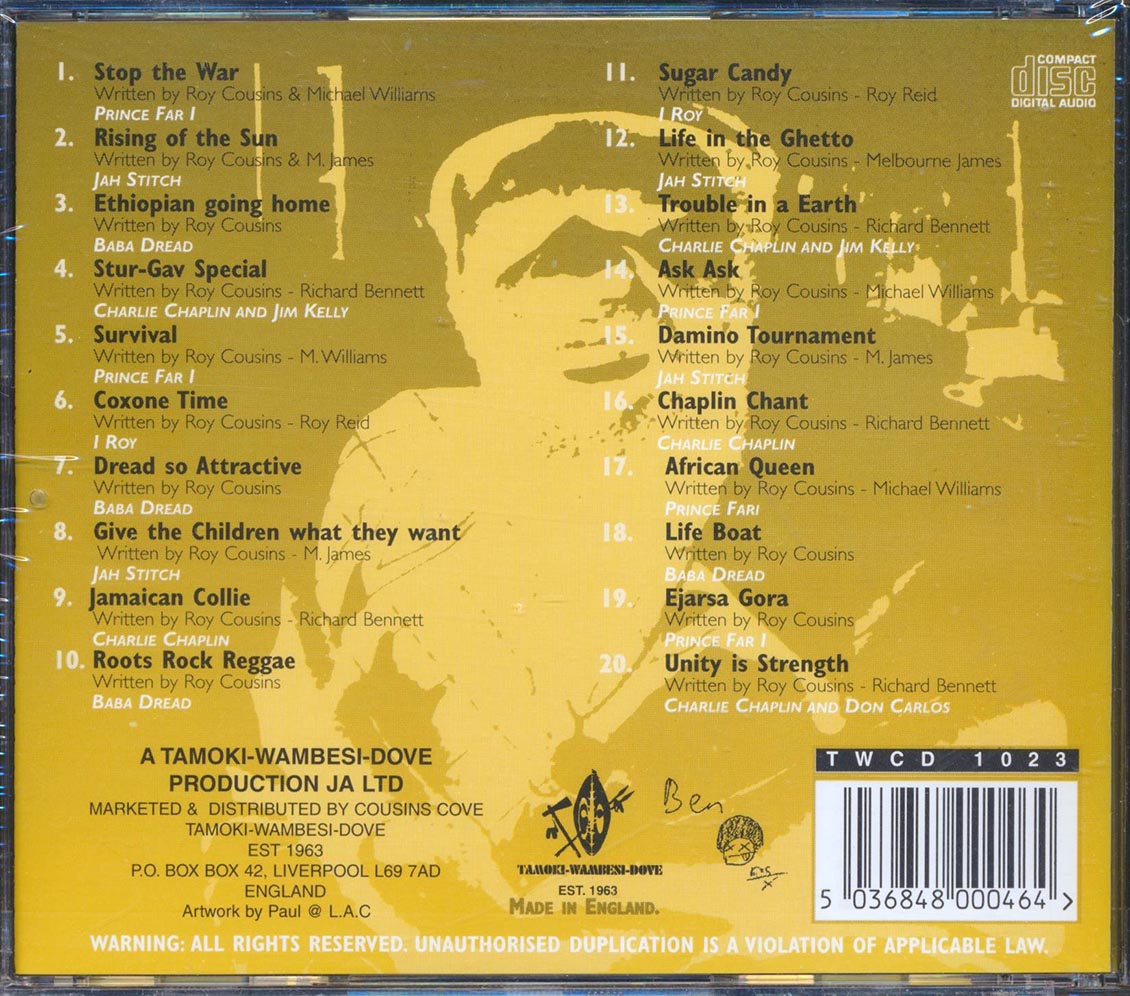 1. Stop the War
Written by Roy Cousins & Michael Williams
Prince Far I
2. Rising of the Sun
Written by Roy Cousins & M. James
Jah Stitch
3. Ethiopian going home
Written by Roy Cousins
Baba Dread
4. Stur-Gav Special
Written by Roy Cousins - Richard Bennett
Charlie Chaplin and Jim Kelly
5. Survival
Written by Roy Cousins - M. Williams
Prince Far I
6. Coxone Time
Written by Roy Cousins - Roy Reid
I Roy
7. Dread so Attractive
Written by Roy Cousins
Baba Dread
8. Give the Children what they want
Written by Roy Cousins - M. James
Jah Stitch
9. Jamaican Collie
Written by Roy Cousins - Richard Bennett
Charlie Chaplin
10. Roots Rock Reggae
Written by Roy Cousins
Baba Dread
11. Sugar Candy
Written by Roy Cousins - Roy Reid
I Roy
12. Life in the Ghetto
Written by Roy Cousins - Melbourne James
Jah Stitch
13. Trouble in a Earth
Written by Roy Cousins - Richard Bennett
Charlie Chaplin and Jim Kelly
14. Ask Ask
Written by Roy Cousins - Michael Williams
Prince Far I
15. Damino Tournament
Written by Roy Cousins - M. James
Jah Stitch
16. Chaplin Chant
Written by Roy Cousins - Richard Bennett
Charlie Chaplin
17. African Queen
Written by Roy Cousins - Michael Williams
Prince Fari
18. Life Boat
Written by Roy Cousins
Baba Dread
19. Ejarsa Gora
Written by Roy Cousins
Prince Far I
20. Unity is Strength
Written by Roy Cousins - Richard Bennett
Charlie Chaplin and Don Carlos
COMPACT
disc
DIGITAL AUDIO
A TAMOKI-WAMBESI-DOVE
PRODUCTION JA LTD
MARKETED & DISTRIBUTED BY COUSINS COVE
TAMOKI-WAMBESI-DOVE
EST 1963
P.O. BOX BOX 42, LIVERPOOL L69 7AD
ENGLAND
Artwork by Paul @ L.A.C
TAMOKI-WAMBESI-DOVE
EST. 1963
MADE IN ENGLAND.
Ben
TWCD 1023
5 036848 000464 >
WARNING: ALL RIGHTS RESERVED. UNAUTHORISED DUPLICATION IS A VIOLATION OF APPLICABLE LAW.